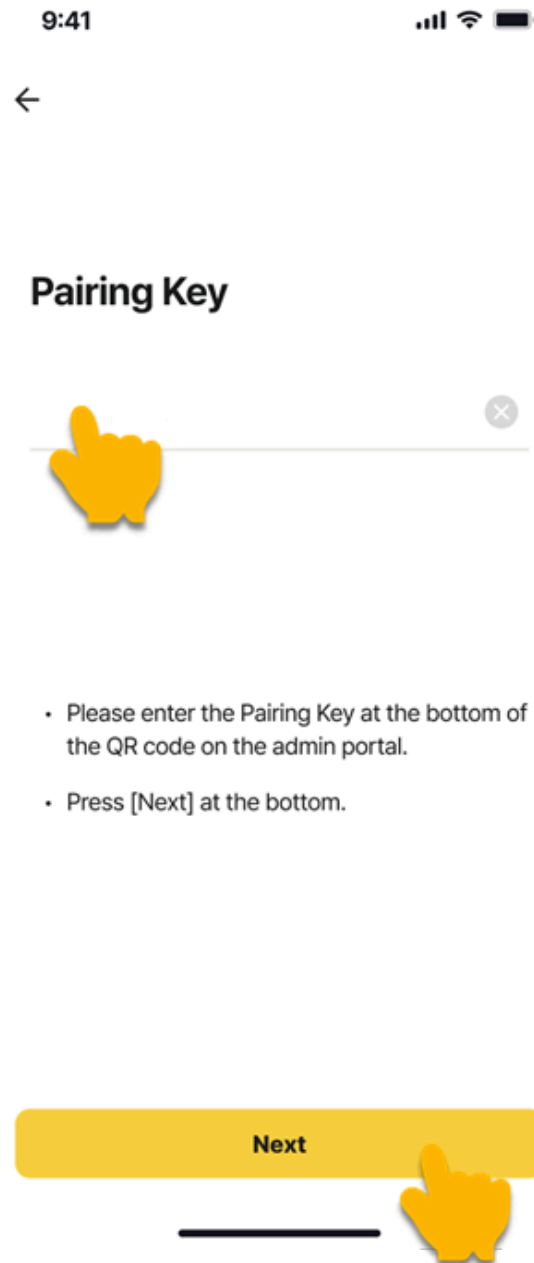 9:41
Pairing Key
• Please enter the Pairing Key at the bottom of
the QR code on the admin portal.
• Press [Next] at the bottom.
Next